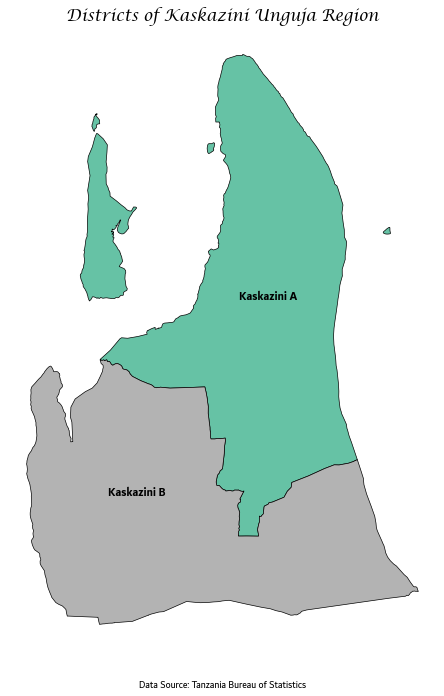 Districts of Kaskazini Unguja Region
Kaskazini A
Kaskazini B
Data Source: Tanzania Bureau of Statistics